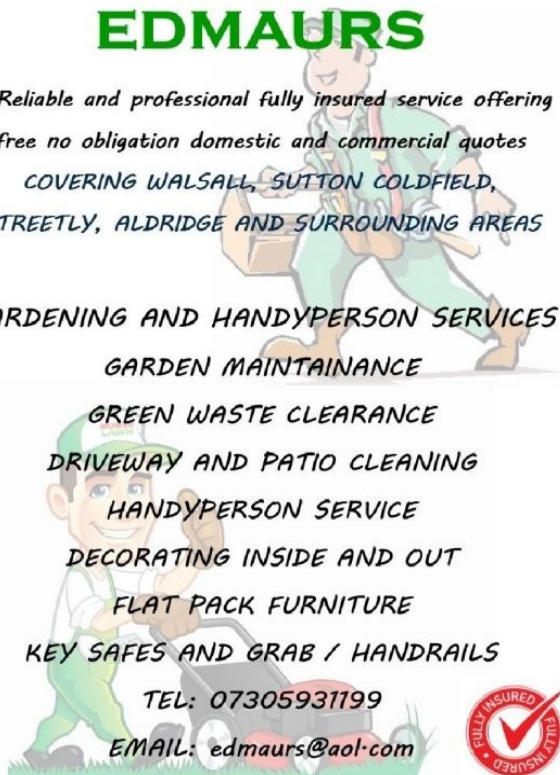 EDMAURS
Reliable and professional fully insured service offering
free no obligation domestic and commercial quotes
COVERING WALSALL, SUTTON COLDFIELD,
TREETLY, ALDRIDGE AND SURROUNDING AREAS
ARDENING AND HANDYPERSON SERVICES
GARDEN MAINTAINANCE
GREEN WASTE CLEARANCE
DRIVEWAY AND PATIO CLEANING
HANDYPERSON SERVICE
DECORATING INSIDE AND OUT
FLAT PACK FURNITURE
KEY SAFES AND GRAB / HANDRAILS
TEL: 07305931199
EMAIL: edmaurs@aol.com
FULLY INSURED
FULLY INSURED